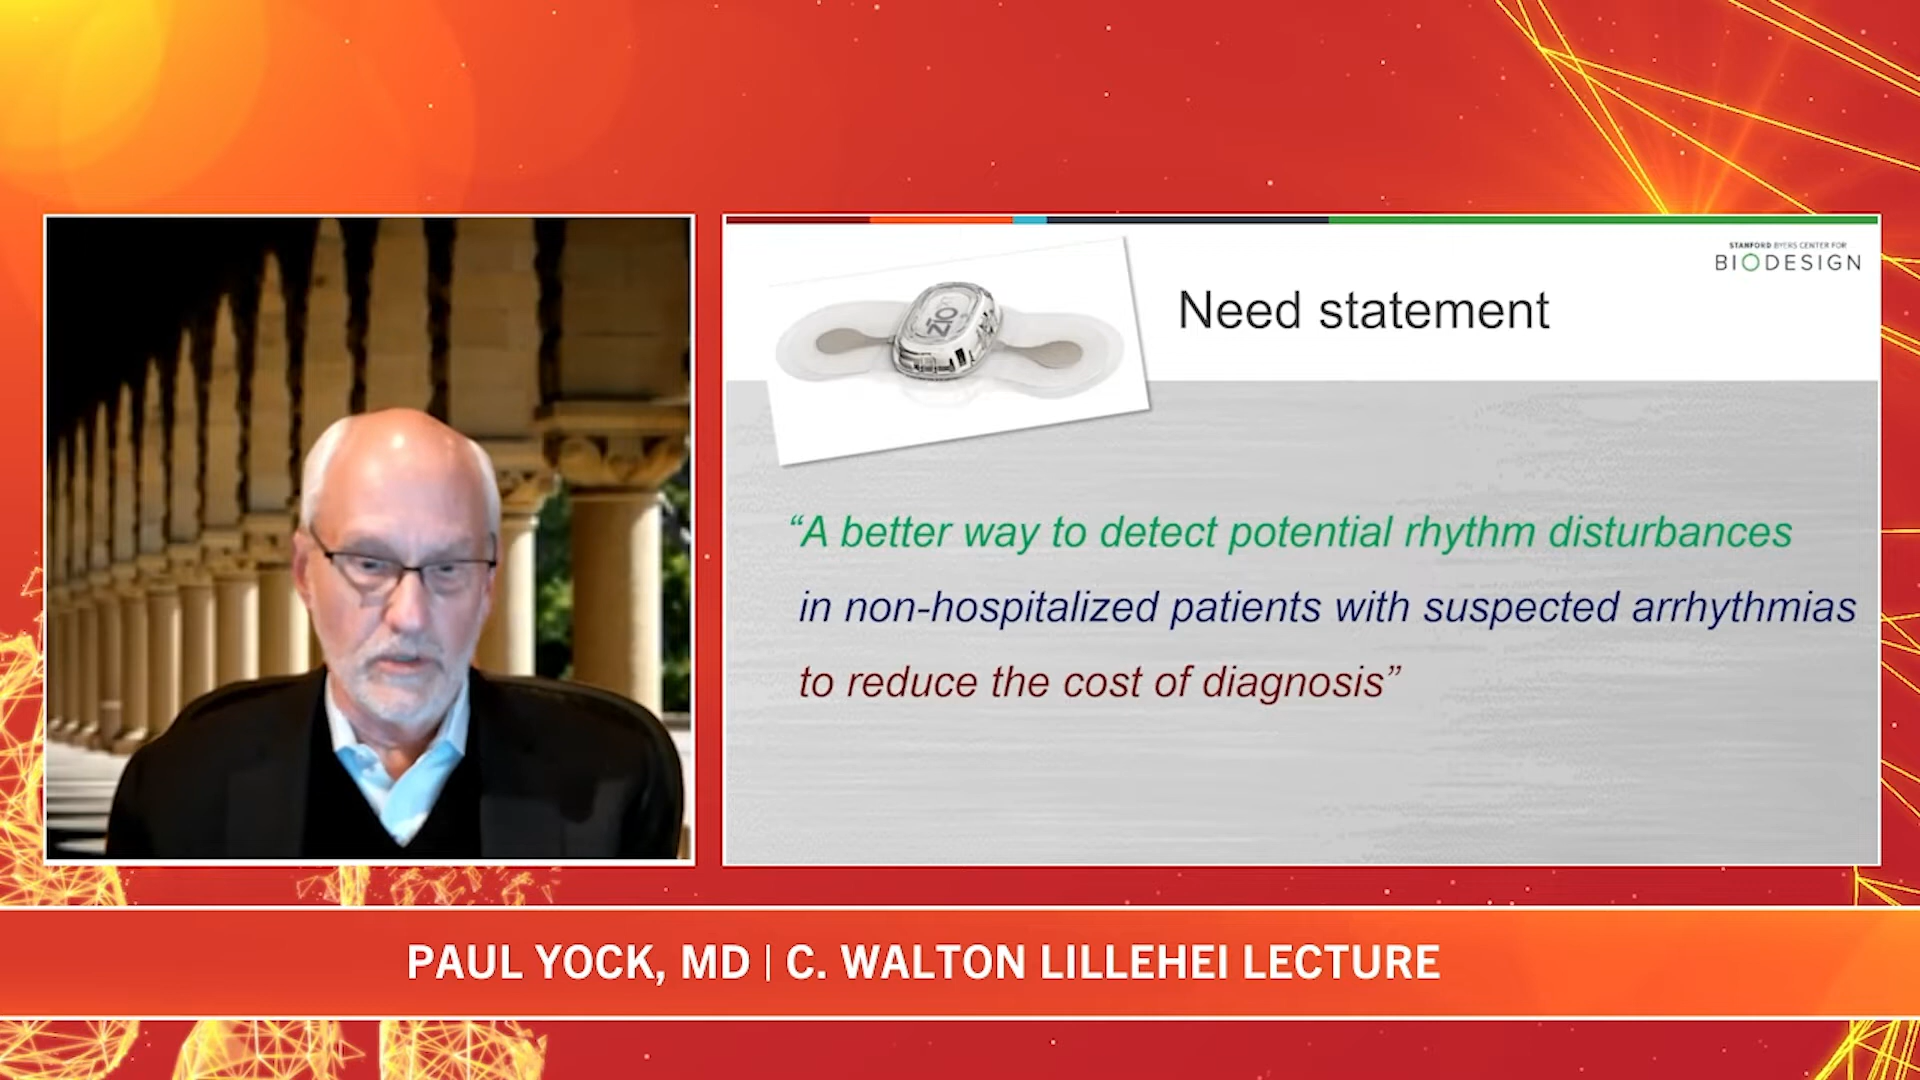 STANFORD BYERS CENTER FOR
BIODESIGN
zio
Need statement
“A better way to detect potential rhythm disturbances
in non-hospitalized patients with suspected arrhythmias
to reduce the cost of diagnosis”
PAUL YOCK, MD | C. WALTON LILLEHEI LECTURE